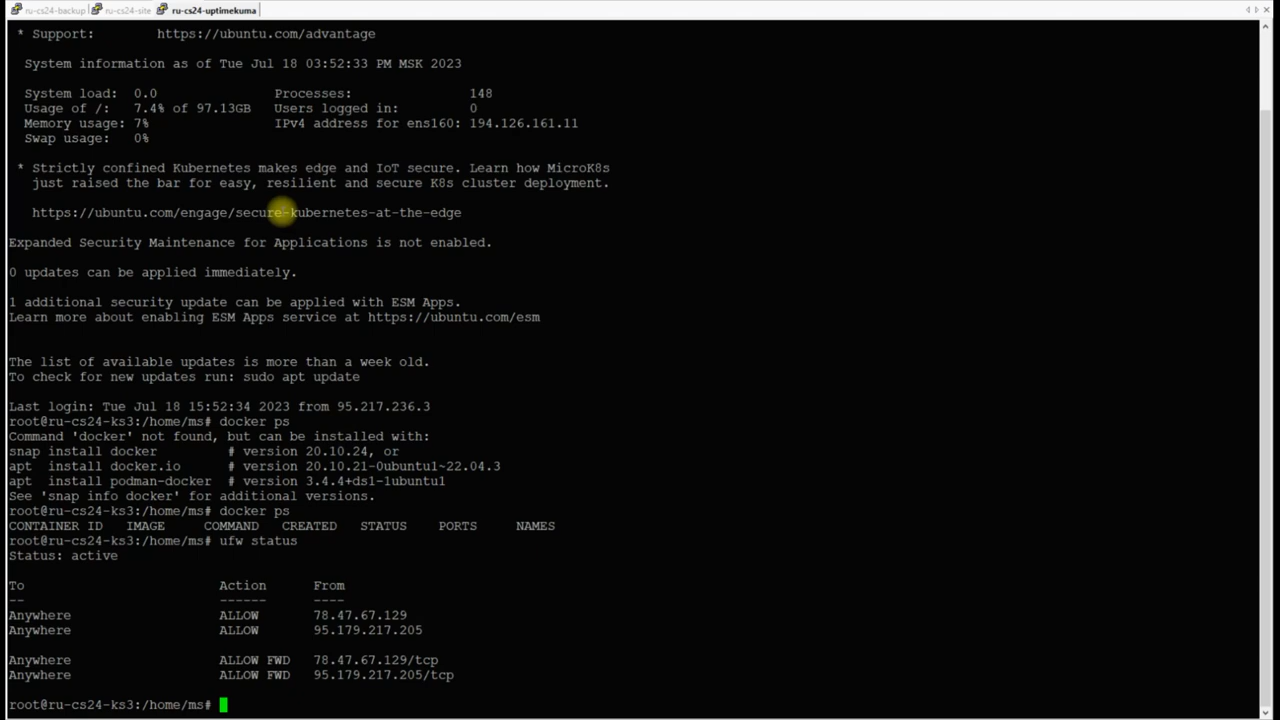 ru-cs24-backup ru-cs24-site ru-cs24-uptimekuma
* Support: https://ubuntu.com/advantage
System information as of Tue Jul 18 03:52:33 PM MSK 2023
System load: 0.0 Processes: 148
Usage of /: 7.4% of 97.13GB Users logged in: 0
Memory usage: 7% IPv4 address for ens160: 194.126.161.11
Swap usage: 0%
* Strictly confined Kubernetes makes edge and IoT secure. Learn how MicroK8s
just raised the bar for easy, resilient and secure K8s cluster deployment.
https://ubuntu.com/engage/secure-kubernetes-at-the-edge
Expanded Security Maintenance for Applications is not enabled.
0 updates can be applied immediately.
1 additional security update can be applied with ESM Apps.
Learn more about enabling ESM Apps service at https://ubuntu.com/esm
The list of available updates is more than a week old.
To check for new updates run: sudo apt update
Last login: Tue Jul 18 15:52:34 2023 from 95.217.236.3
root@ru-cs24-ks3:/home/ms# docker ps
Command 'docker' not found, but can be installed with:
snap install docker # version 20.10.24, or
apt install docker.io # version 20.10.21-0ubuntu1~22.04.3
apt install podman-docker # version 3.4.4+ds1-1ubuntu1
See 'snap info docker' for additional versions.
root@ru-cs24-ks3:/home/ms# docker ps
CONTAINER ID IMAGE COMMAND CREATED STATUS PORTS NAMES
root@ru-cs24-ks3:/home/ms# ufw status
Status: active
To Action From
-- ------ ----
Anywhere ALLOW 78.47.67.129
Anywhere ALLOW 95.179.217.205
Anywhere ALLOW FWD 78.47.67.129/tcp
Anywhere ALLOW FWD 95.179.217.205/tcp
root@ru-cs24-ks3:/home/ms#